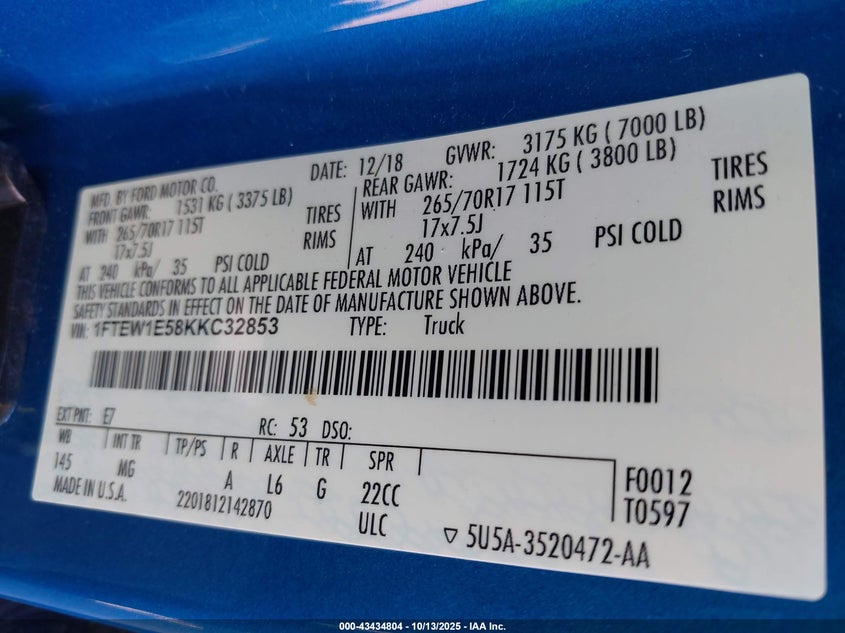 MFD. BY FORD MOTOR CO.
DATE: 12/18 GVWR: 3175 KG ( 7000 LB)
FRONT GAWR: 1531 KG ( 3375 LB)
REAR GAWR: 1724 KG ( 3800 LB)
WITH 265/70R17 115T TIRES
WITH 265/70R17 115T TIRES
17x7.5J RIMS
17x7.5J RIMS
AT 240 kPa/ 35 PSI COLD
AT 240 kPa/ 35 PSI COLD
THIS VEHICLE CONFORMS TO ALL APPLICABLE FEDERAL MOTOR VEHICLE
SAFETY STANDARDS IN EFFECT ON THE DATE OF MANUFACTURE SHOWN ABOVE.
VIN: 1FTEW1E58KKC32853 TYPE: Truck
EXT PNT: E7 RC: 53 DSO:
WB INT TR TP/PS R AXLE TR SPR
145 MG A L6 G 22CC F0012
MADE IN U.S.A. 2201812142870 ULC T0597
5U5A-3520472-AA
000-43434804 | 10/13/2025 - IAA Inc.